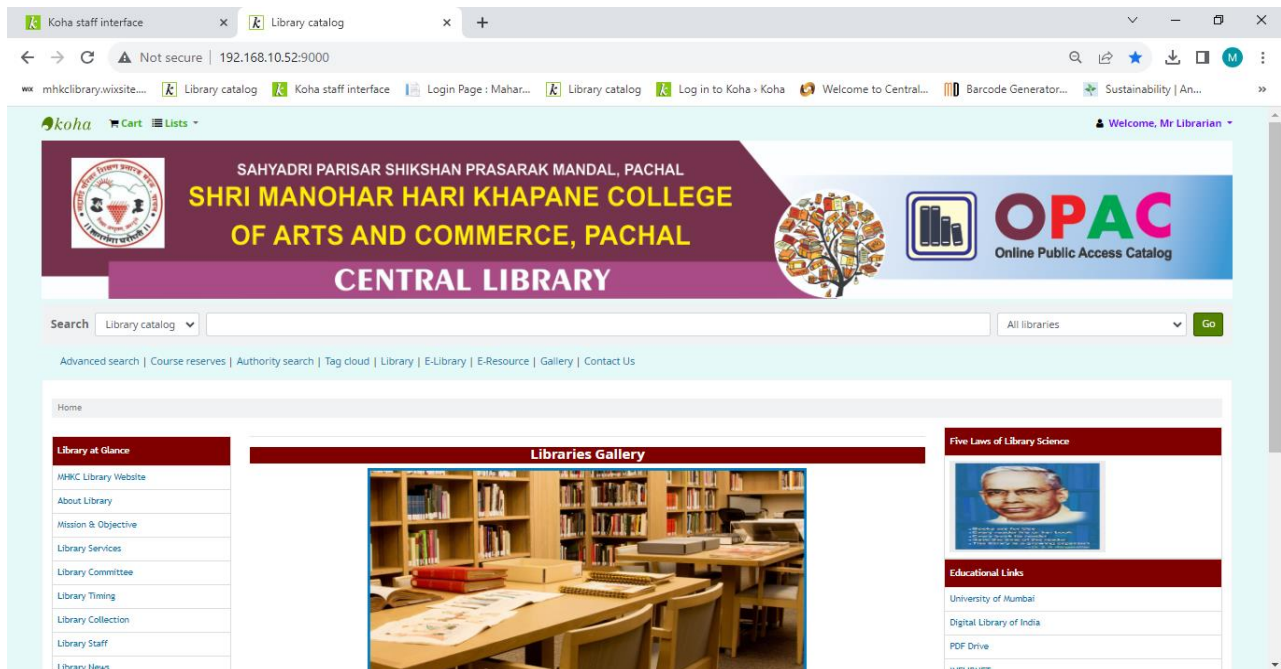 Koha staff interface
Library catalog
Not secure | 192.168.10.52:9000
M
WIX mhkclibrary.wixsite....
Library catalog
Koha staff interface
Login Page : Mahar...
Library catalog
Log in to Koha › Koha
Welcome to Central...
Barcode Generator...
Sustainability | An...
»
koha Cart Lists
Welcome, Mr Librarian
SAHYADRI PARISAR SHIKSHAN PRASARAK MANDAL, PACHAL
SHRI MANOHAR HARI KHAPANE COLLEGE
OF ARTS AND COMMERCE, PACHAL
CENTRAL LIBRARY
OPAC
Online Public Access Catalog
Search Library catalog All libraries Go
Advanced search | Course reserves | Authority search | Tag cloud | Library | E-Library | E-Resource | Gallery | Contact Us
Home
Library at Glance
MHKC Library Website
About Library
Mission & Objective
Library Services
Library Committee
Library Timing
Library Collection
Library Staff
Library News
Libraries Gallery
Five Laws of Library Science
Educational Links
University of Mumbai
Digital Library of India
PDF Drive